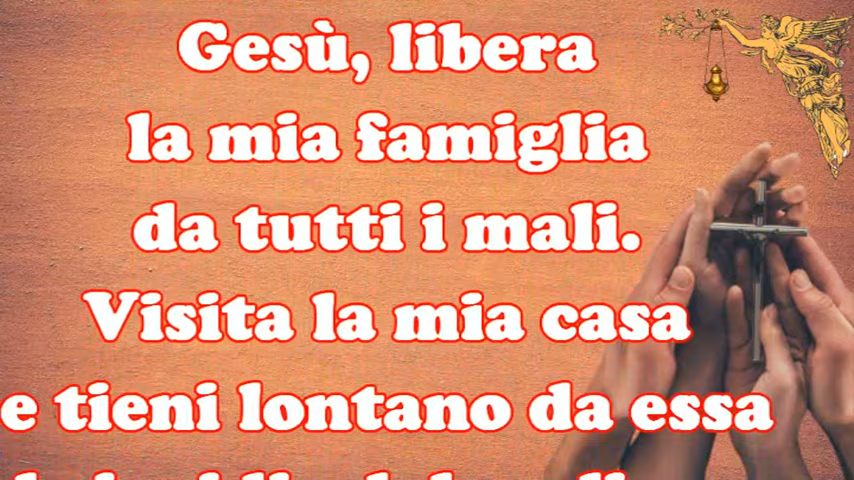 Gesù, libera
la mia famiglia
da tutti i mali.
Visita la mia casa
e tieni lontano da essa